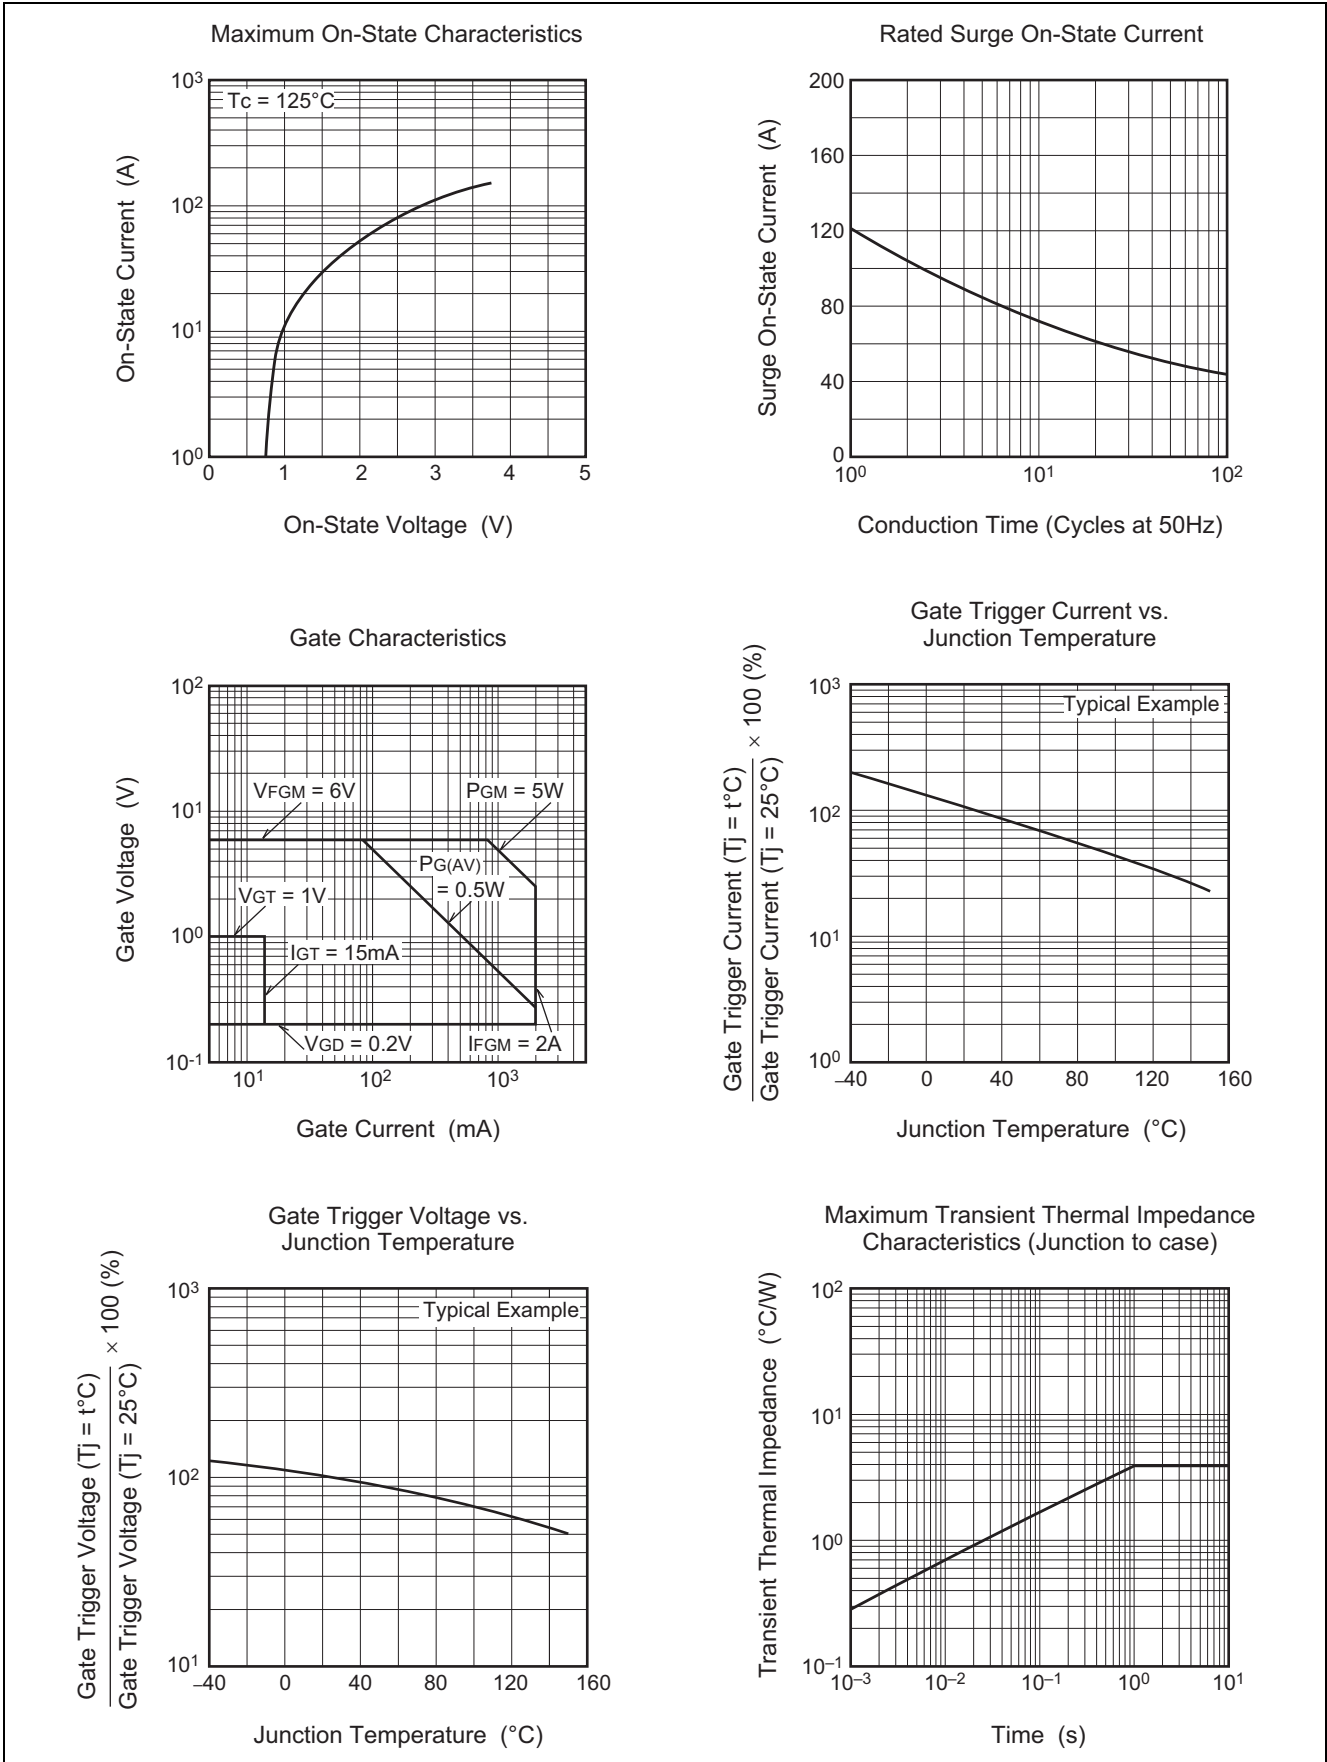 Maximum On-State Characteristics
10³
Tc = 125°C
10²
10¹
10⁰
0 1 2 3 4 5
On-State Current (A)
On-State Voltage (V)
Rated Surge On-State Current
200
160
120
80
40
0
10⁰ 10¹ 10²
Surge On-State Current (A)
Conduction Time (Cycles at 50Hz)
Gate Characteristics
10²
10¹
10⁰
10-1
10¹ 10² 10³
VFGM = 6V
PGM = 5W
PG(AV)
= 0.5W
VGT = 1V
IGT = 15mA
VGD = 0.2V
IFGM = 2A
Gate Voltage (V)
Gate Current (mA)
Gate Trigger Current vs.
Junction Temperature
10³
Typical Example
10²
10¹
10⁰
–40 0 40 80 120 160
Gate Trigger Current (Tj = t°C)
Gate Trigger Current (Tj = 25°C)
× 100 (%)
Junction Temperature (°C)
Gate Trigger Voltage vs.
Junction Temperature
10³
Typical Example
10²
10¹
–40 0 40 80 120 160
Gate Trigger Voltage (Tj = t°C)
Gate Trigger Voltage (Tj = 25°C)
× 100 (%)
Junction Temperature (°C)
Maximum Transient Thermal Impedance
Characteristics (Junction to case)
10²
10¹
10⁰
10–¹
10–³ 10–² 10–¹ 10⁰ 10¹
Transient Thermal Impedance (°C/W)
Time (s)